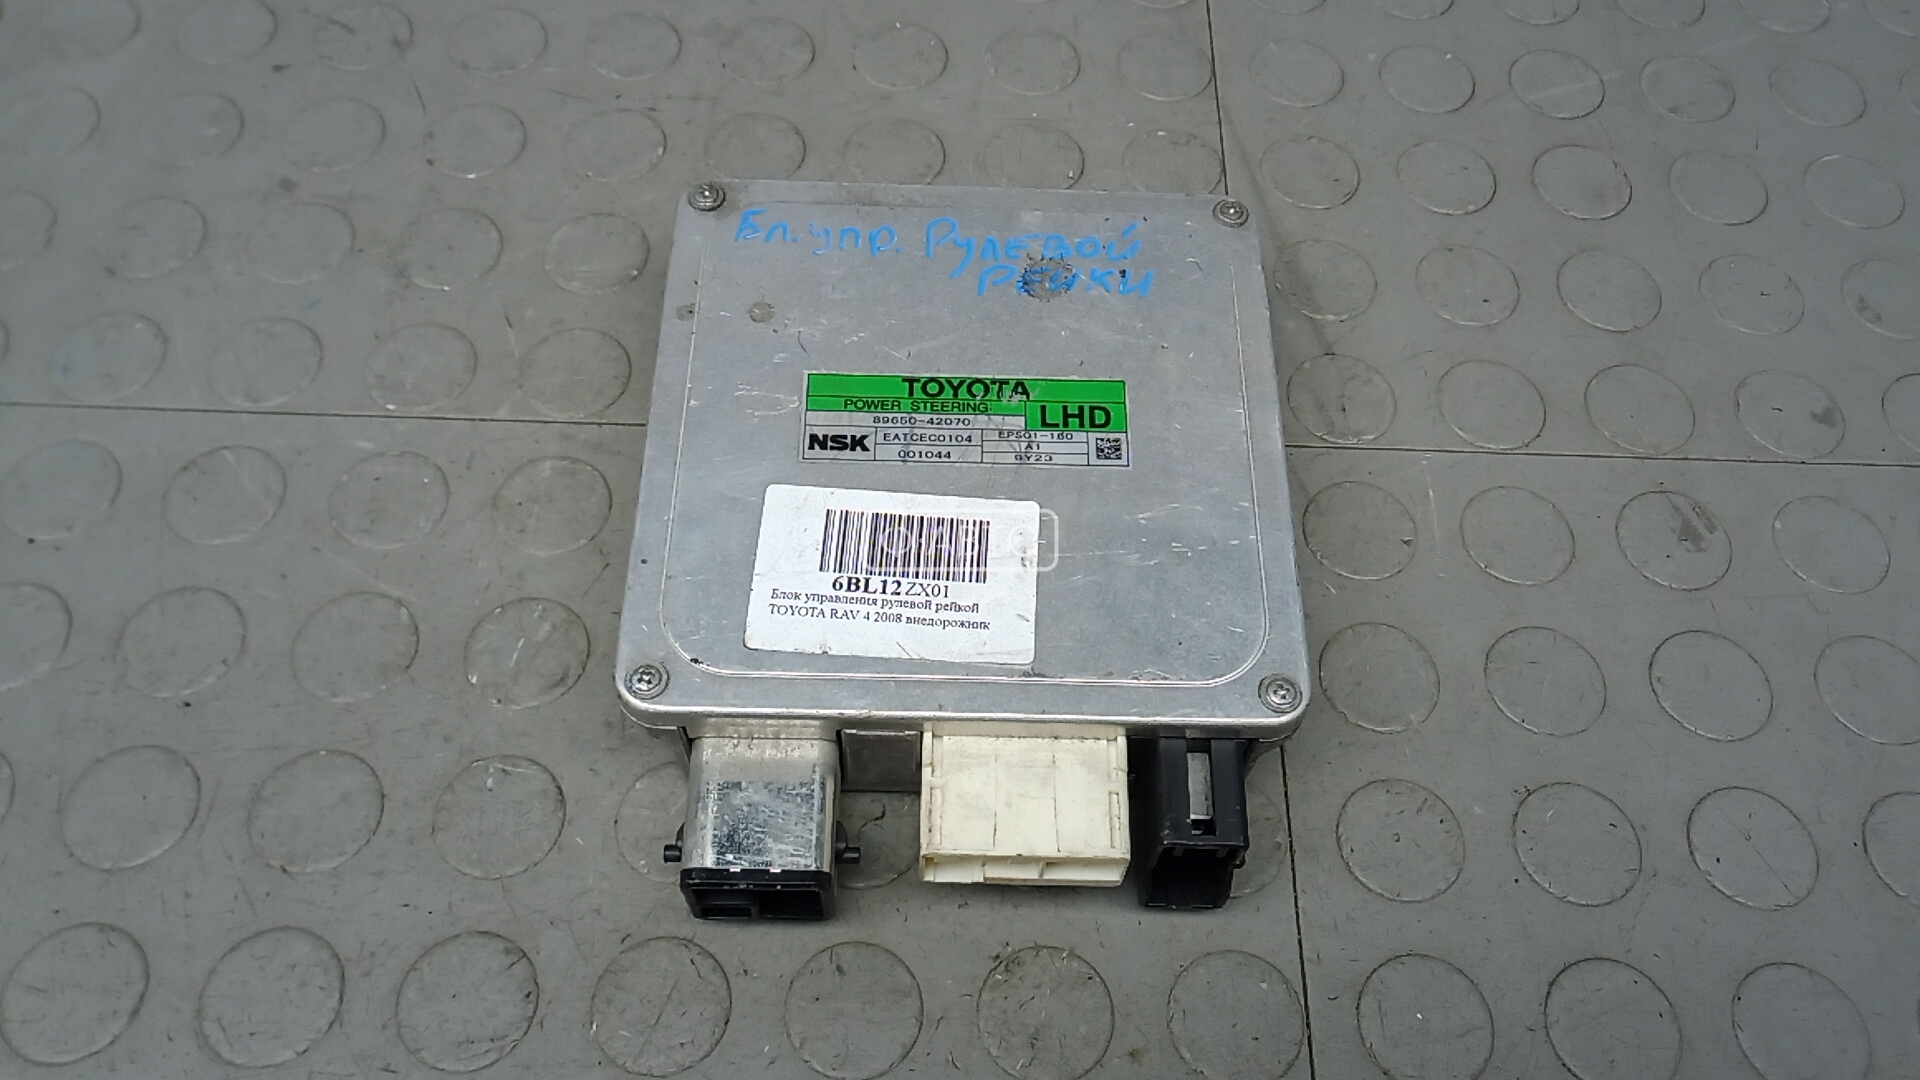 Бл. упр. Рулевой
Рейки
TOYOTA
POWER STEERING
LHD
89650-42070
NSK
EATCEC0104
EPS01-160
A1
001044
6BL12ZX01
Блок управления рулевой рейкой
TOYOTA RAV 4 2008 внедорожник